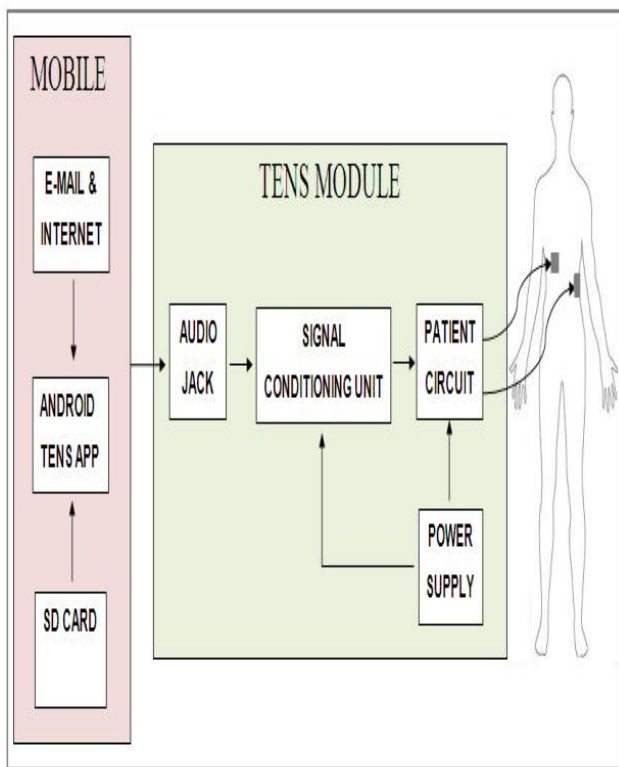 MOBILE
E-MAIL &
INTERNET
ANDROID
TENS APP
SD CARD
TENS MODULE
AUDIO
JACK
SIGNAL
CONDITIONING UNIT
PATIENT
CIRCUIT
POWER
SUPPLY